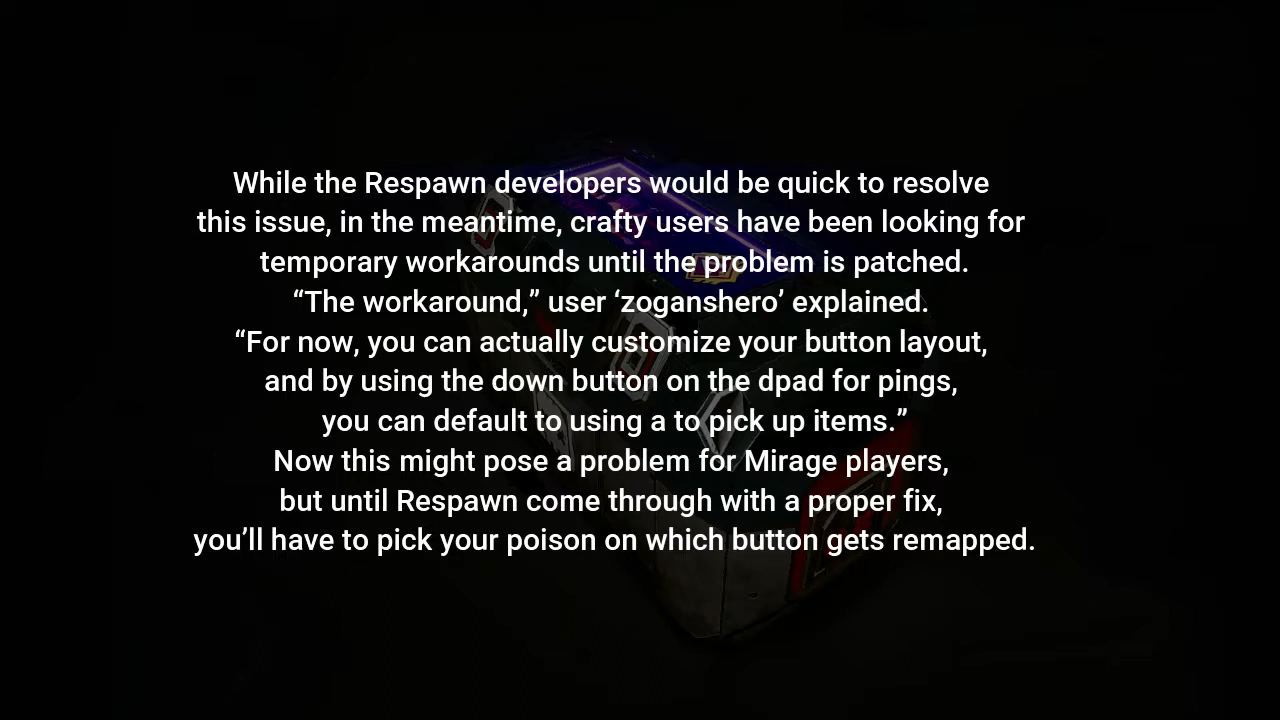 While the Respawn developers would be quick to resolve
this issue, in the meantime, crafty users have been looking for
temporary workarounds until the problem is patched.
“The workaround,” user ‘zoganshero’ explained.
“For now, you can actually customize your button layout,
and by using the down button on the dpad for pings,
you can default to using a to pick up items.”
Now this might pose a problem for Mirage players,
but until Respawn come through with a proper fix,
you’ll have to pick your poison on which button gets remapped.